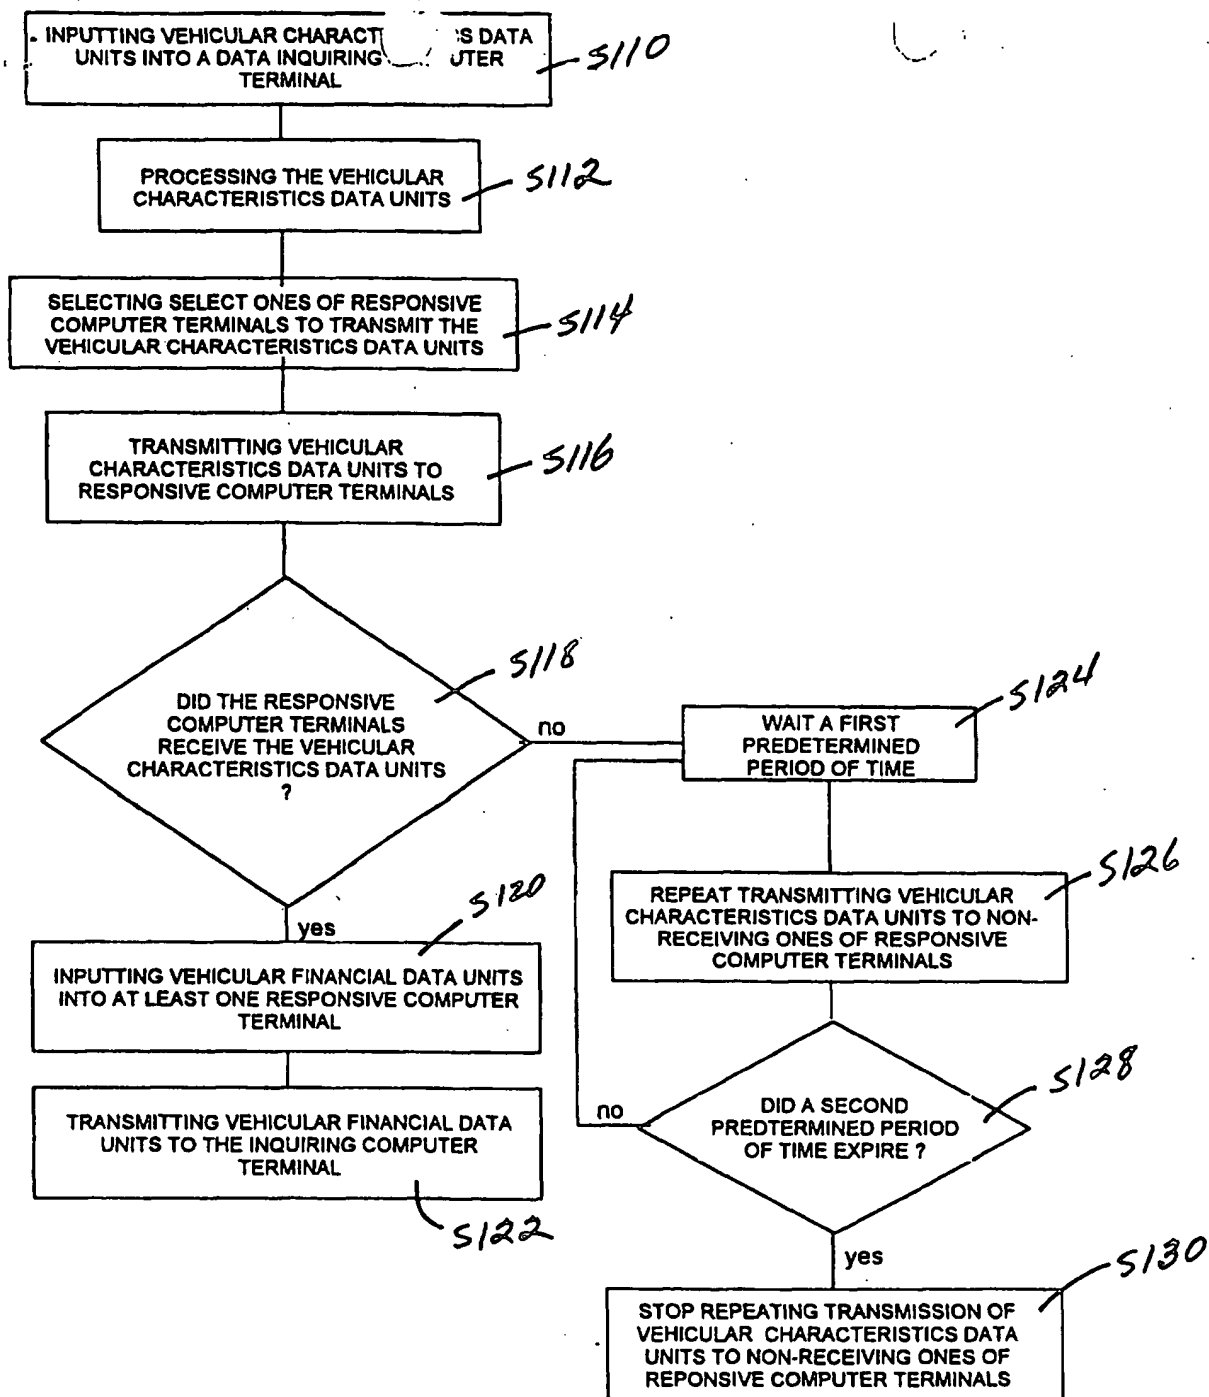 INPUTTING VEHICULAR CHARACT S DATA
UNITS INTO A DATA INQUIRING UTER
TERMINAL
S110
PROCESSING THE VEHICULAR
CHARACTERISTICS DATA UNITS
S112
SELECTING SELECT ONES OF RESPONSIVE
COMPUTER TERMINALS TO TRANSMIT THE
VEHICULAR CHARACTERISTICS DATA UNITS
S114
TRANSMITTING VEHICULAR
CHARACTERISTICS DATA UNITS TO
RESPONSIVE COMPUTER TERMINALS
S116
DID THE RESPONSIVE
COMPUTER TERMINALS
RECEIVE THE VEHICULAR
CHARACTERISTICS DATA UNITS
?
S118
no
yes
INPUTTING VEHICULAR FINANCIAL DATA UNITS
INTO AT LEAST ONE RESPONSIVE COMPUTER
TERMINAL
S120
TRANSMITTING VEHICULAR FINANCIAL DATA
UNITS TO THE INQUIRING COMPUTER
TERMINAL
S122
WAIT A FIRST
PREDETERMINED
PERIOD OF TIME
S124
REPEAT TRANSMITTING VEHICULAR
CHARACTERISTICS DATA UNITS TO NON-
RECEIVING ONES OF RESPONSIVE
COMPUTER TERMINALS
S126
DID A SECOND
PREDTERMINED PERIOD
OF TIME EXPIRE ?
S128
no
yes
STOP REPEATING TRANSMISSION OF
VEHICULAR CHARACTERISTICS DATA
UNITS TO NON-RECEIVING ONES OF
REPONSIVE COMPUTER TERMINALS
S130